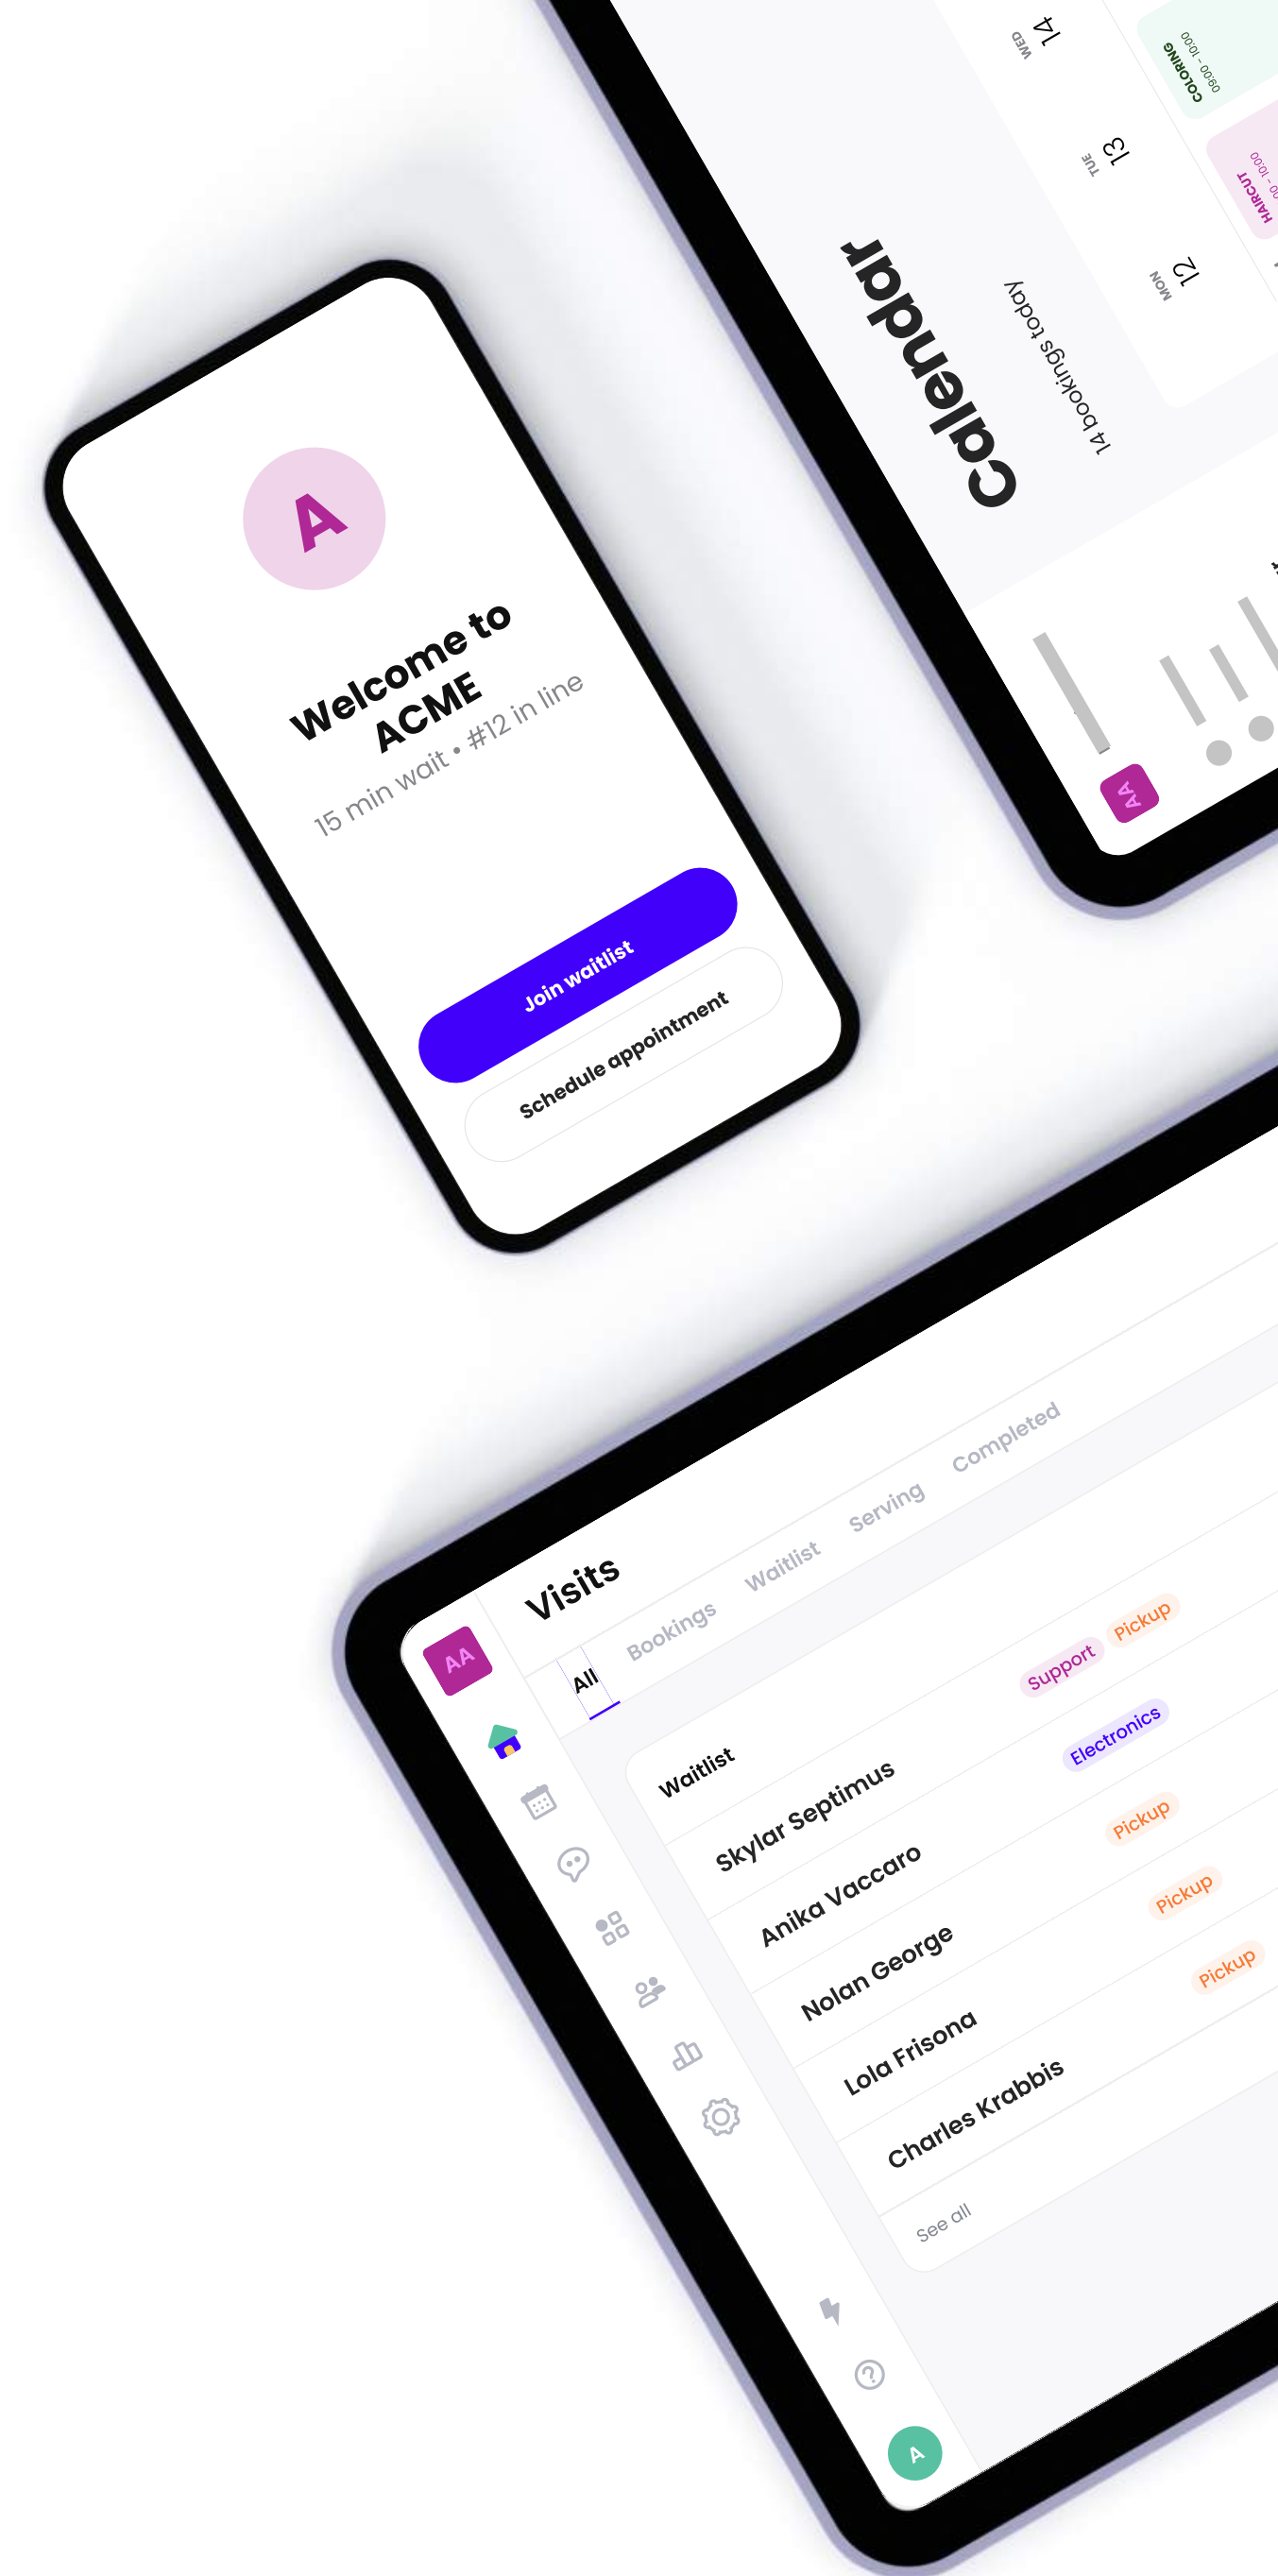 A
Welcome to
ACME
15 min wait • #12 in line
Join waitlist
Schedule appointment
Calendar
14 bookings today
MON
12
TUE
13
WED
14
HAIRCUT
COLORING
09:00 - 10:00
AA
AA
Visits
All
Bookings
Waitlist
Serving
Completed
Waitlist
Skylar Septimus
Support
Pickup
Anika Vaccaro
Electronics
Nolan George
Pickup
Lola Frisona
Pickup
Charles Krabbis
Pickup
See all
?
A